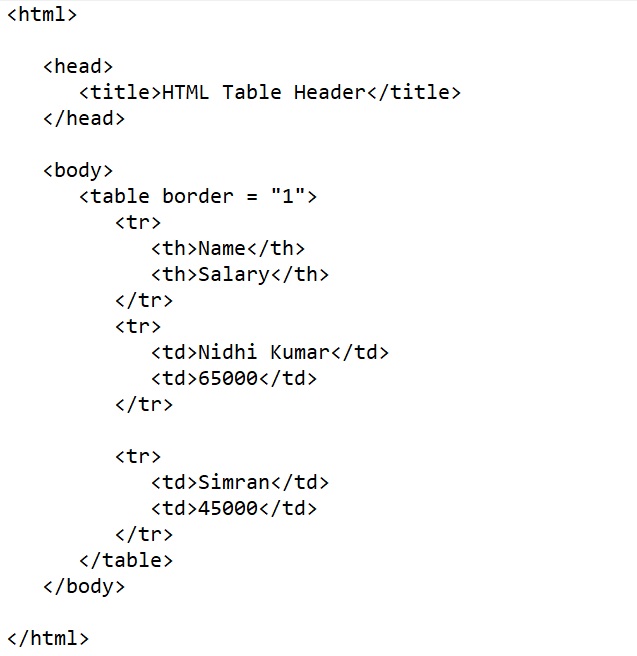 <html>
<head>
<title>HTML Table Header</title>
</head>
<body>
<table border = "1">
<tr>
<th>Name</th>
<th>Salary</th>
</tr>
<tr>
<td>Nidhi Kumar</td>
<td>65000</td>
</tr>
<tr>
<td>Simran</td>
<td>45000</td>
</tr>
</table>
</body>
</html>